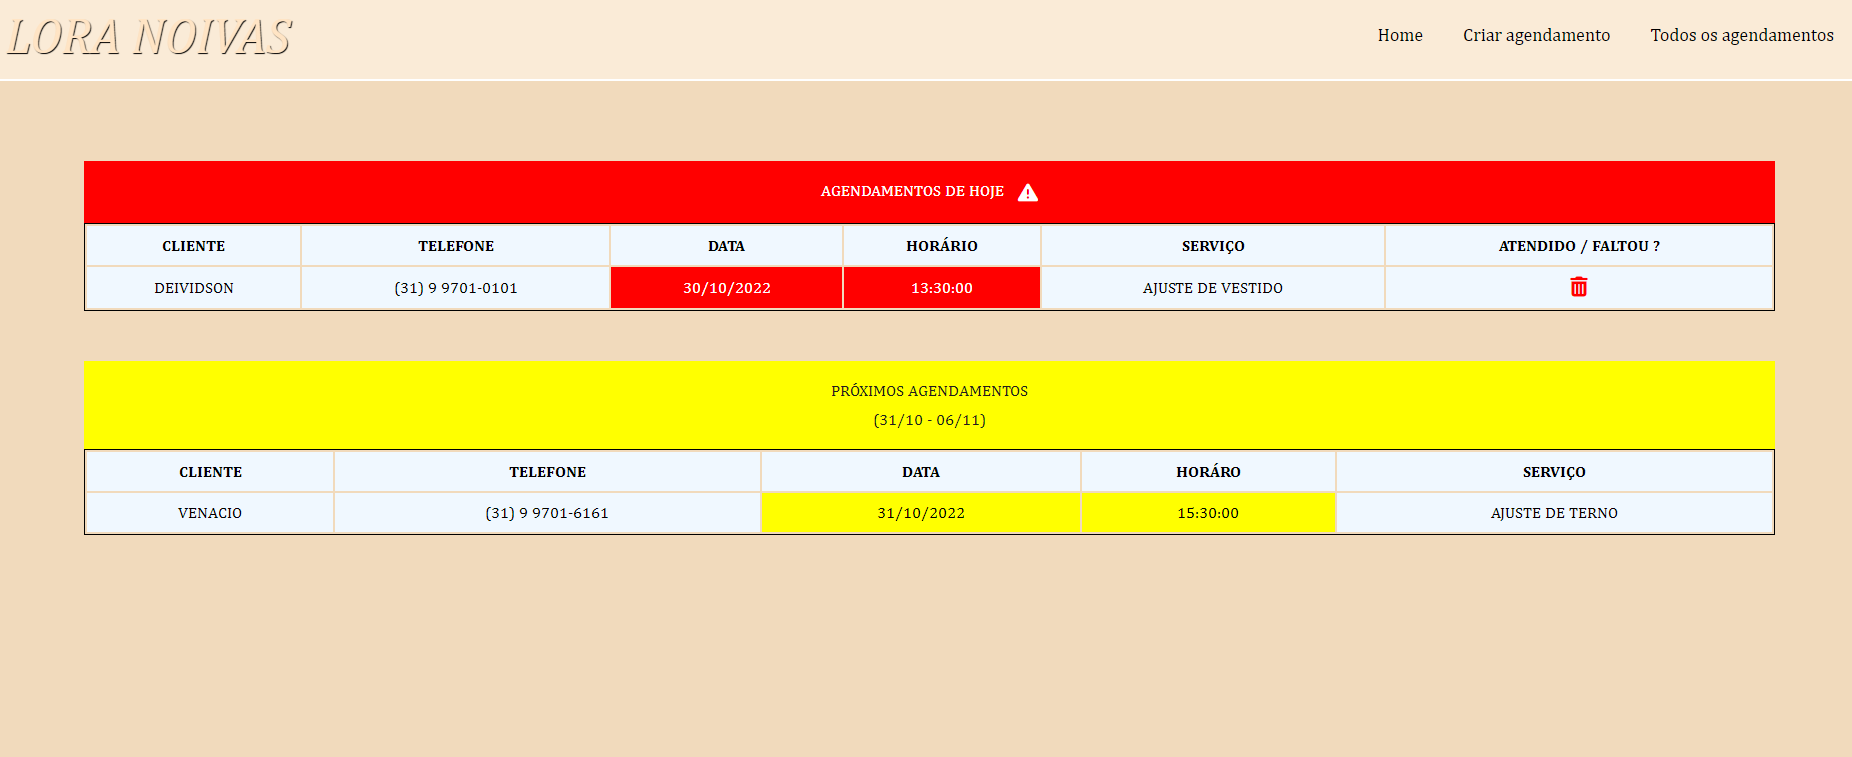 LORA NOIVAS
Home Criar agendamento Todos os agendamentos
AGENDAMENTOS DE HOJE
CLIENTE TELEFONE DATA HORÁRIO SERVIÇO ATENDIDO / FALTOU ?
DEIVIDSON (31) 9 9701-0101 30/10/2022 13:30:00 AJUSTE DE VESTIDO
PRÓXIMOS AGENDAMENTOS
(31/10 - 06/11)
CLIENTE TELEFONE DATA HORÁRO SERVIÇO
VENACIO (31) 9 9701-6161 31/10/2022 15:30:00 AJUSTE DE TERNO